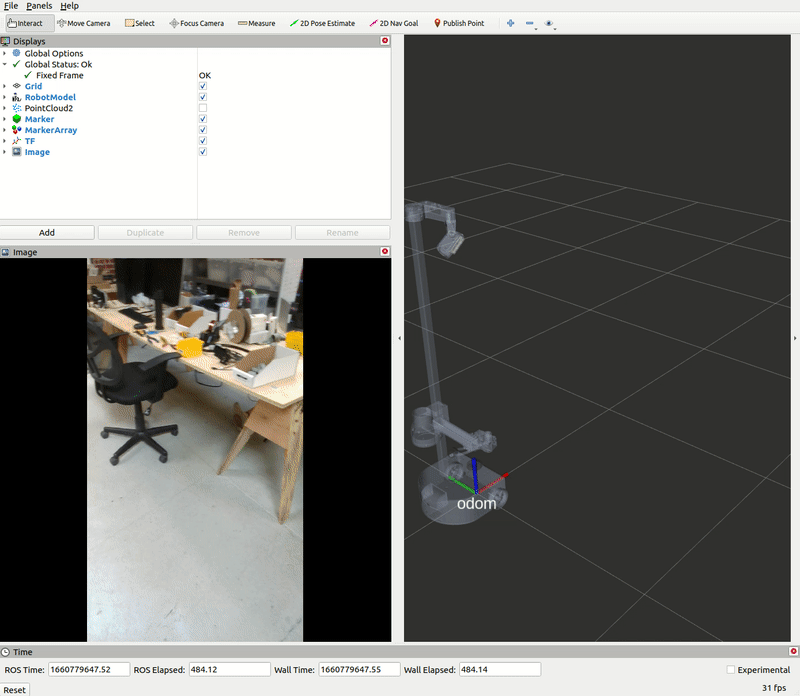 File Panels Help
Interact Move Camera Select Focus Camera Measure 2D Pose Estimate 2D Nav Goal Publish Point
Displays
Global Options
Global Status: Ok
Fixed Frame OK
Grid
RobotModel
PointCloud2
Marker
MarkerArray
TF
Image
Add Duplicate Remove Rename
Image
odom
Time
ROS Time: 1660779647.52 ROS Elapsed: 484.12 Wall Time: 1660779647.55 Wall Elapsed: 484.14 Experimental
Reset 31 fps